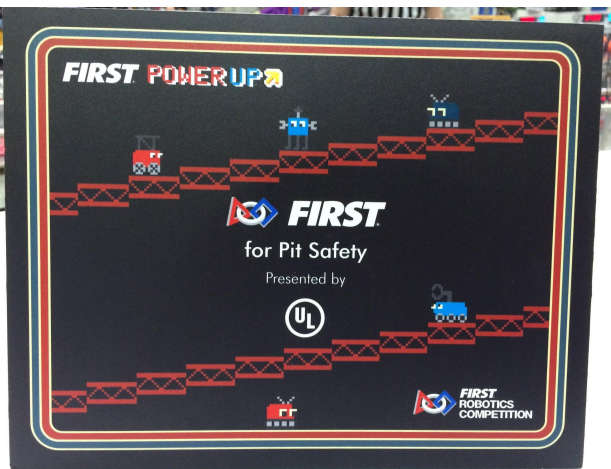 FIRST POWER UP
FIRST
for Pit Safety
Presented by
UL
FIRST
ROBOTICS
COMPETITION